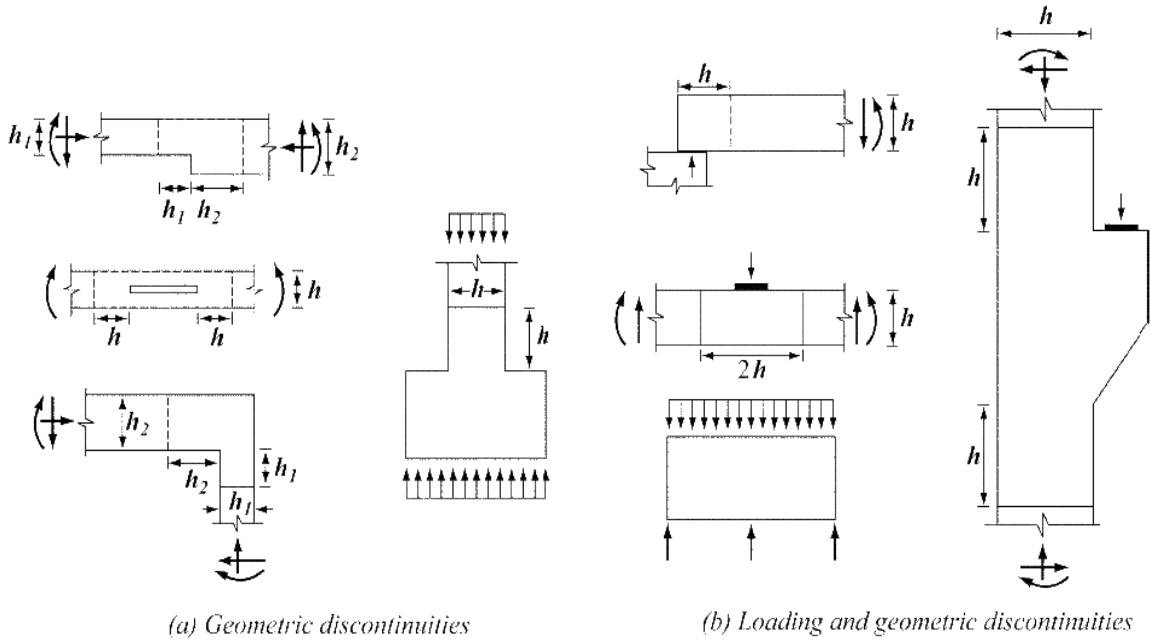 h₁
h₂
h₁ h₂
h
h h
h₂
h₂
h₁
h₁
h
h
(a) Geometric discontinuities
h
h
h
2h
h
h
h
(b) Loading and geometric discontinuities